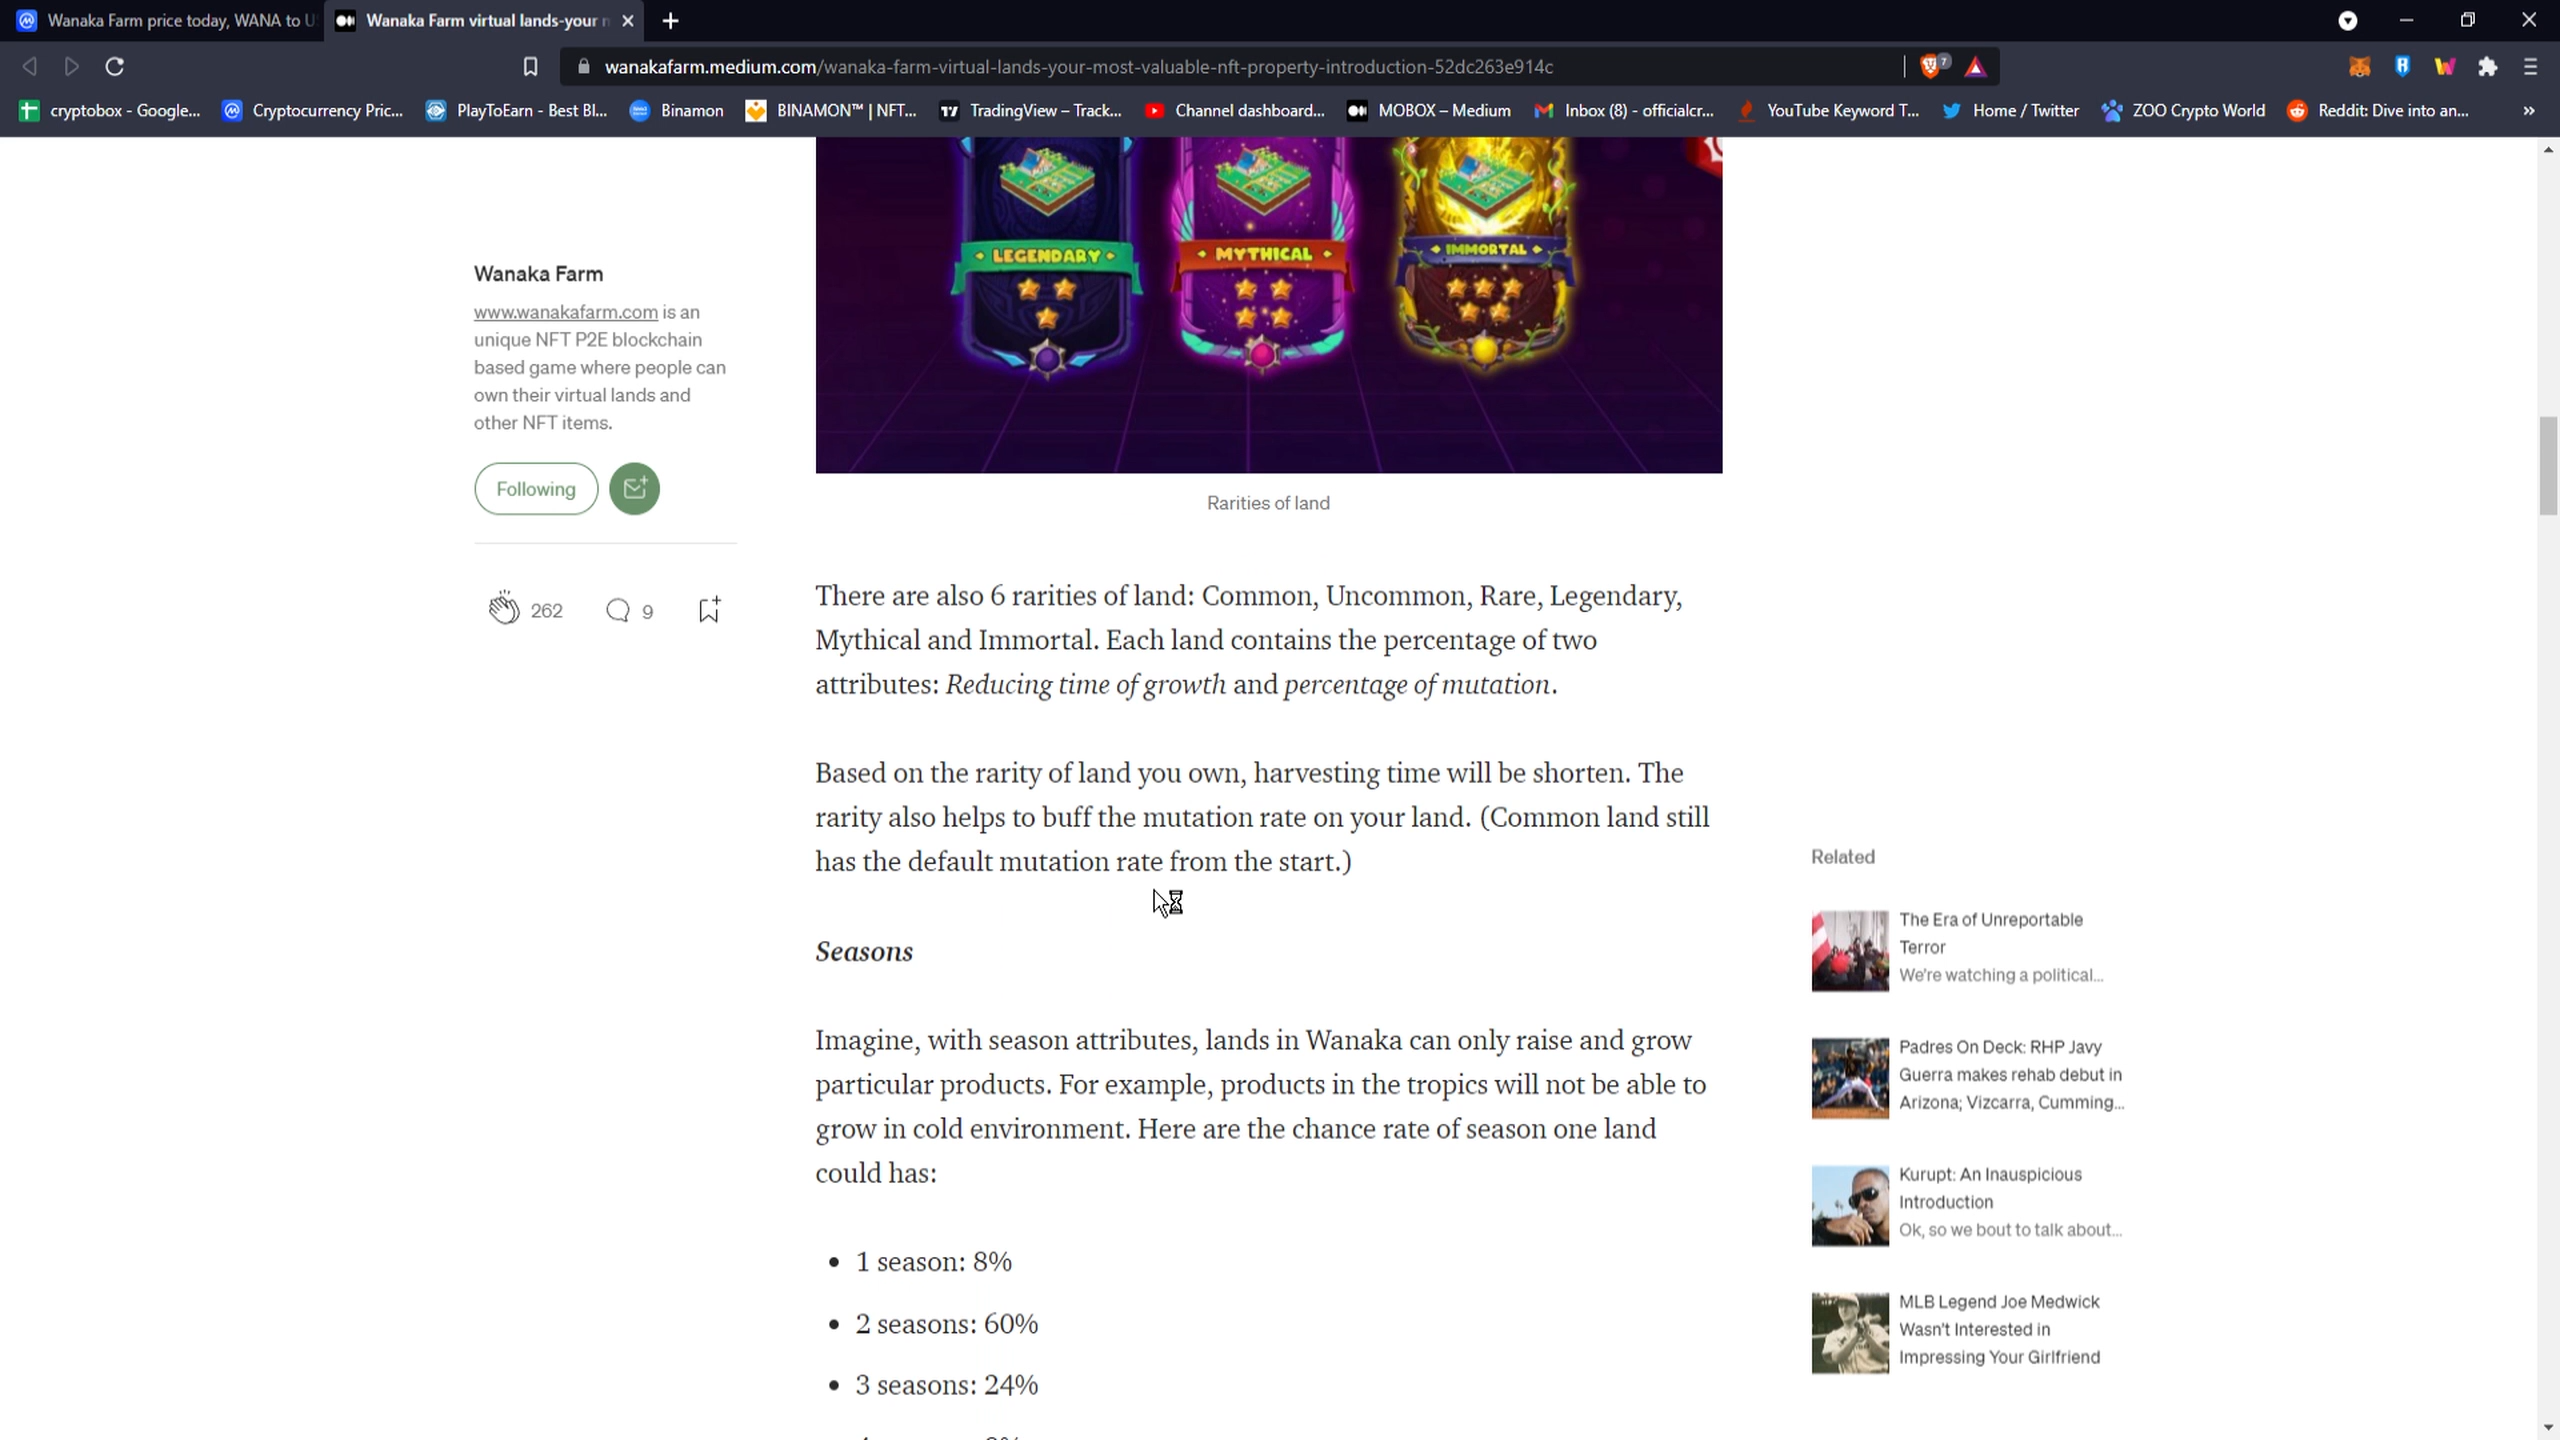 Wanaka Farm price today, WANA to U
Wanaka Farm virtual lands-your m
wanakafarm.medium.com/wanaka-farm-virtual-lands-your-most-valuable-nft-property-introduction-52dc263e914c
7
cryptobox - Google...
Cryptocurrency Pric...
PlayToEarn - Best Bl...
Binamon
BINAMON™ | NFT...
TradingView – Track...
Channel dashboard...
MOBOX – Medium
Inbox (8) - officialcr...
YouTube Keyword T...
Home / Twitter
ZOO Crypto World
Reddit: Dive into an...
LEGENDARY
MYTHICAL
IMMORTAL
Rarities of land
Wanaka Farm
www.wanakafarm.com is an
unique NFT P2E blockchain
based game where people can
own their virtual lands and
other NFT items.
Following
262
9
There are also 6 rarities of land: Common, Uncommon, Rare, Legendary,
Mythical and Immortal. Each land contains the percentage of two
attributes: Reducing time of growth and percentage of mutation.
Based on the rarity of land you own, harvesting time will be shorten. The
rarity also helps to buff the mutation rate on your land. (Common land still
has the default mutation rate from the start.)
Seasons
Imagine, with season attributes, lands in Wanaka can only raise and grow
particular products. For example, products in the tropics will not be able to
grow in cold environment. Here are the chance rate of season one land
could has:
• 1 season: 8%
• 2 seasons: 60%
• 3 seasons: 24%
Related
The Era of Unreportable
Terror
We're watching a political...
Padres On Deck: RHP Javy
Guerra makes rehab debut in
Arizona; Vizcarra, Cumming...
Kurupt: An Inauspicious
Introduction
Ok, so we bout to talk about...
MLB Legend Joe Medwick
Wasn't Interested in
Impressing Your Girlfriend